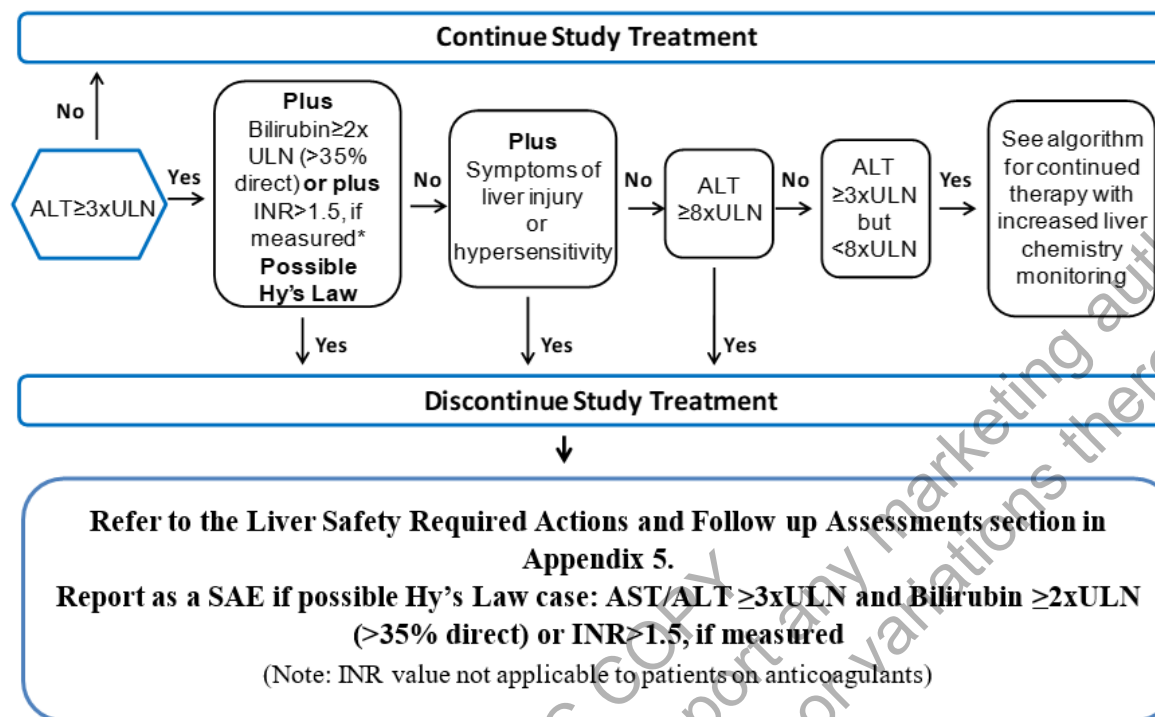 Continue Study Treatment
No
ALT≥3xULN
Yes
Plus
Bilirubin≥2x
ULN (>35%
direct) or plus
INR>1.5, if
measured*
Possible
Hy's Law
No
Yes
Plus
Symptoms of
liver injury
or
hypersensitivity
No
Yes
ALT
≥8xULN
No
Yes
ALT
≥3xULN
but
<8xULN
Yes
See algorithm
for continued
therapy with
increased liver
chemistry
monitoring
Discontinue Study Treatment
Refer to the Liver Safety Required Actions and Follow up Assessments section in
Appendix 5.
Report as a SAE if possible Hy's Law case: AST/ALT ≥3xULN and Bilirubin ≥2xULN
(>35% direct) or INR>1.5, if measured
(Note: INR value not applicable to patients on anticoagulants)
COPY
any marketing
or variations